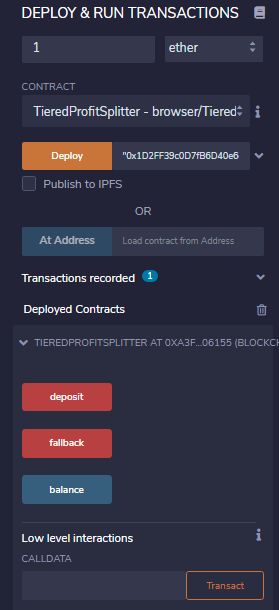 DEPLOY & RUN TRANSACTIONS
1 ether
CONTRACT
TieredProfitSplitter - browser/Tiered
Deploy "0x1D2FF39c0D7fB6D40e6
Publish to IPFS
OR
At Address Load contract from Address
Transactions recorded 1
Deployed Contracts
TIEREDPROFITSPLITTER AT 0XA3F...06155 (BLOCKCH
deposit
fallback
balance
Low level interactions
CALLDATA
Transact